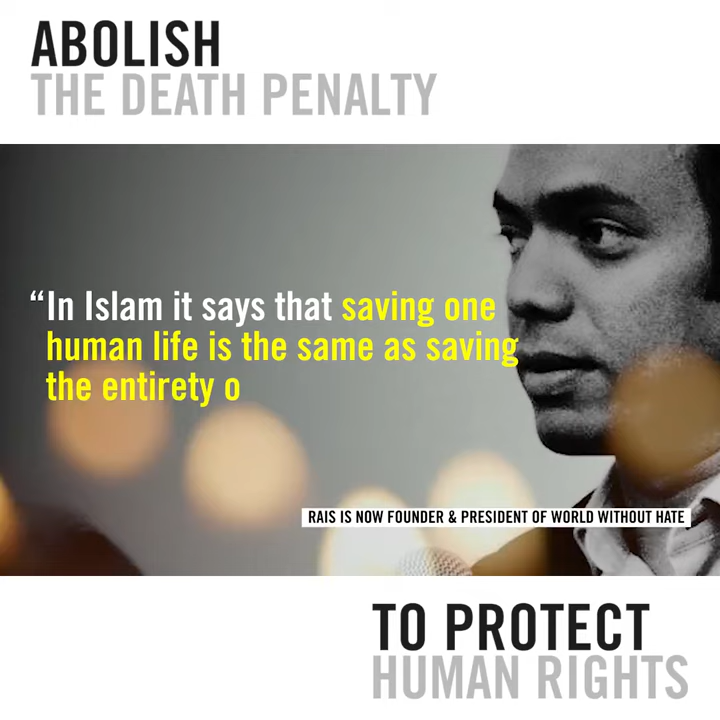 ABOLISH
THE DEATH PENALTY
“In Islam it says that saving one
human life is the same as saving
the entirety o
RAIS IS NOW FOUNDER & PRESIDENT OF WORLD WITHOUT HATE
TO PROTECT
HUMAN RIGHTS